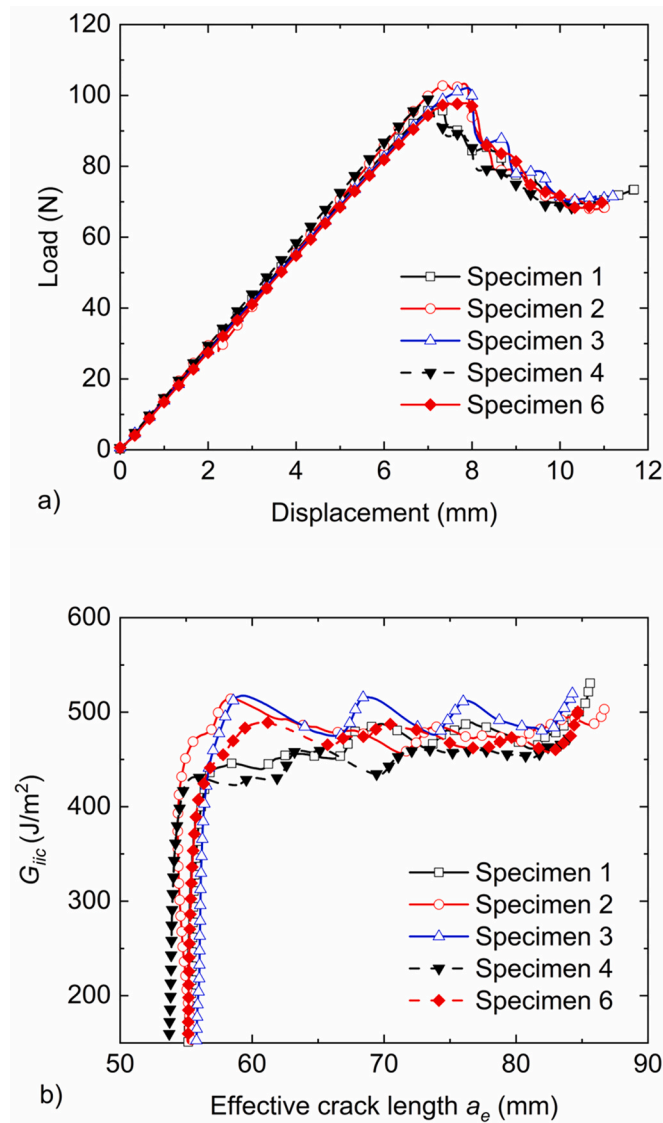 120
100
80
60
40
20
0
Load (N)
Specimen 1
Specimen 2
Specimen 3
Specimen 4
Specimen 6
0 2 4 6 8 10 12
a)
Displacement (mm)
600
500
400
300
200
G_iic (J/m²)
Specimen 1
Specimen 2
Specimen 3
Specimen 4
Specimen 6
50 60 70 80 90
b)
Effective crack length a_e (mm)